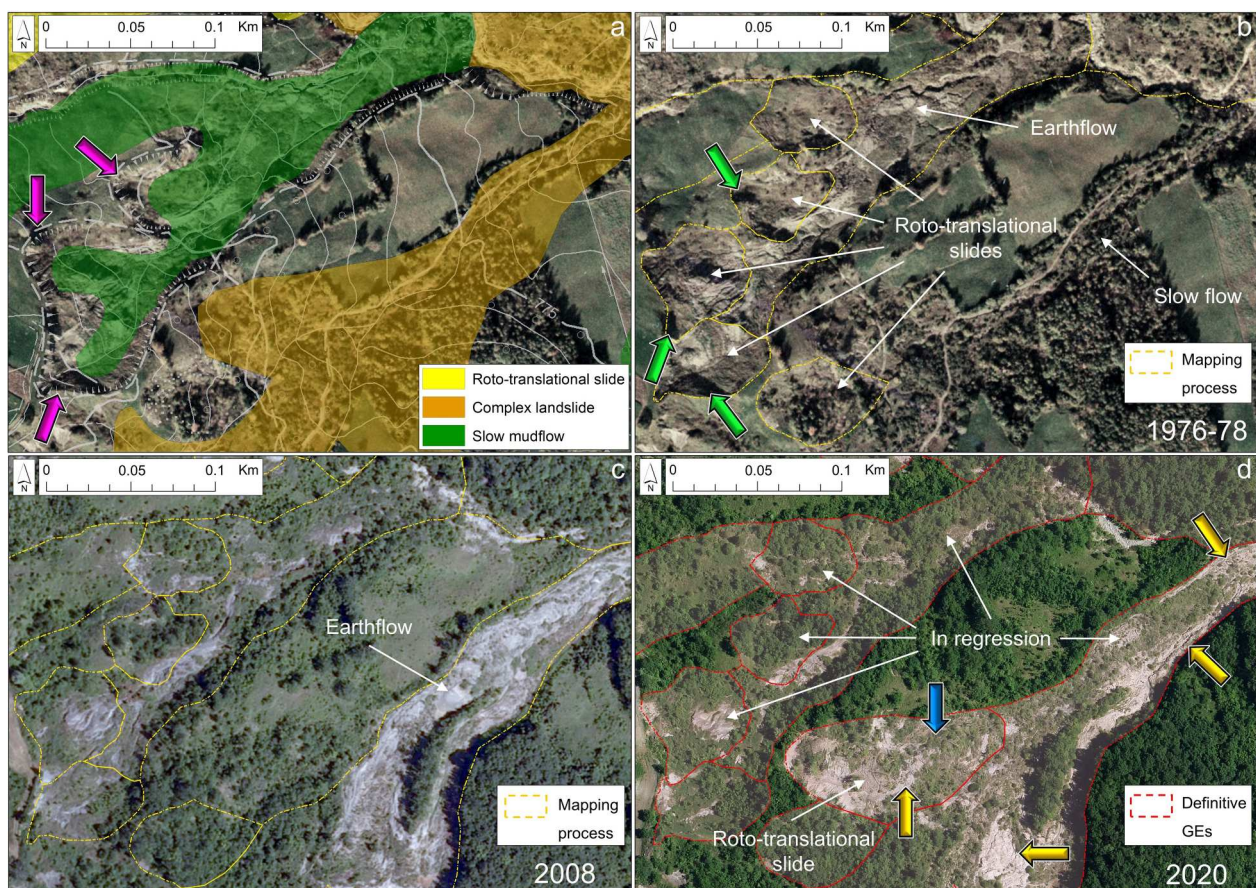 0 0.05 0.1 Km
N
a
175
Roto-translational slide
Complex landslide
Slow mudflow
0 0.05 0.1 Km
N
b
Earthflow
Roto-translational
slides
Slow flow
Mapping
process
1976-78
0 0.05 0.1 Km
N
c
Earthflow
Mapping
process
2008
0 0.05 0.1 Km
N
d
In regression
Roto-translational
slide
Definitive
GEs
2020